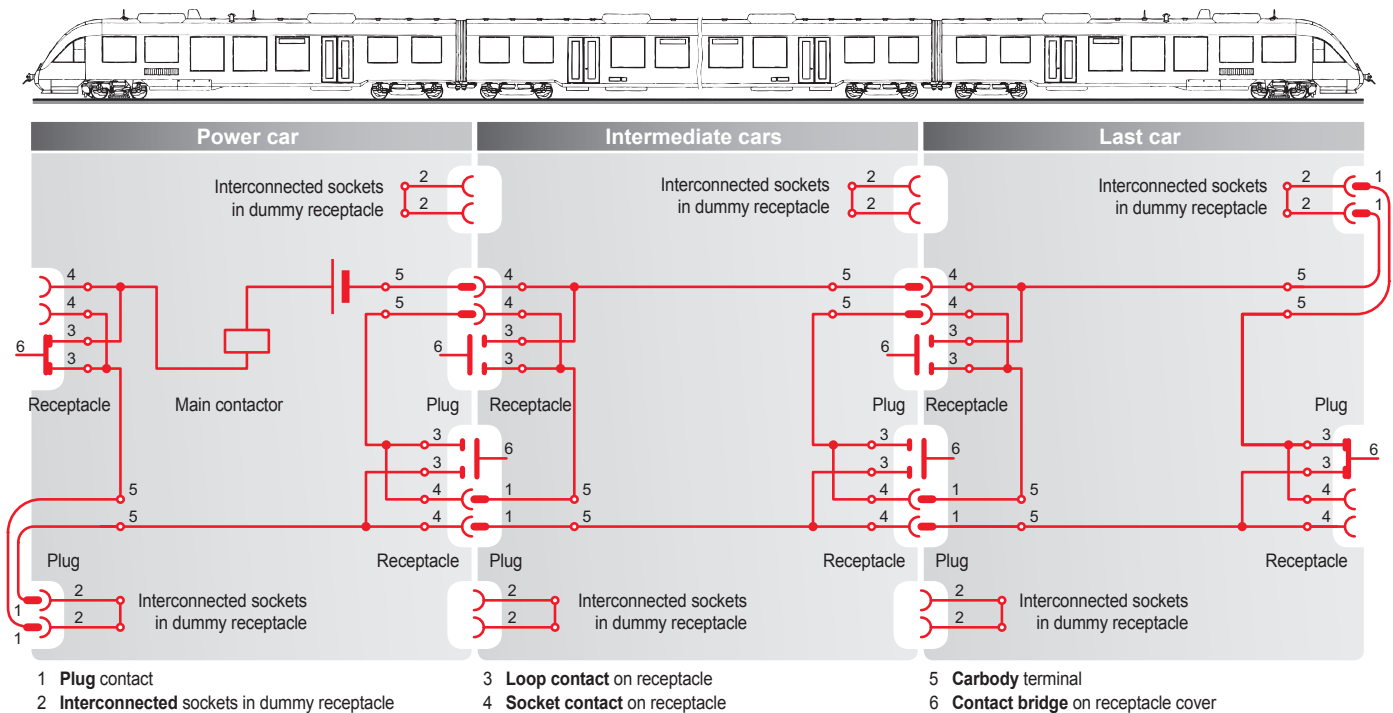 Power car
Intermediate cars
Last car
2
Interconnected sockets
2
in dummy receptacle
2
Interconnected sockets
2
in dummy receptacle
2
1
Interconnected sockets
2
1
in dummy receptacle
4
5
4
5
4
5
4
5
4
5
4
5
3
3
3
6
3
6
3
6
3
Receptacle
Main contactor
Plug
Receptacle
Plug
Receptacle
Plug
3
3
3
3
6
3
6
3
6
5
4
1
5
4
1
5
4
5
4
1
5
4
1
5
4
Plug
Receptacle
Plug
Receptacle
Plug
Receptacle
1
2
Interconnected sockets
1
2
in dummy receptacle
2
Interconnected sockets
2
in dummy receptacle
2
Interconnected sockets
2
in dummy receptacle
1 Plug contact
2 Interconnected sockets in dummy receptacle
3 Loop contact on receptacle
4 Socket contact on receptacle
5 Carbody terminal
6 Contact bridge on receptacle cover